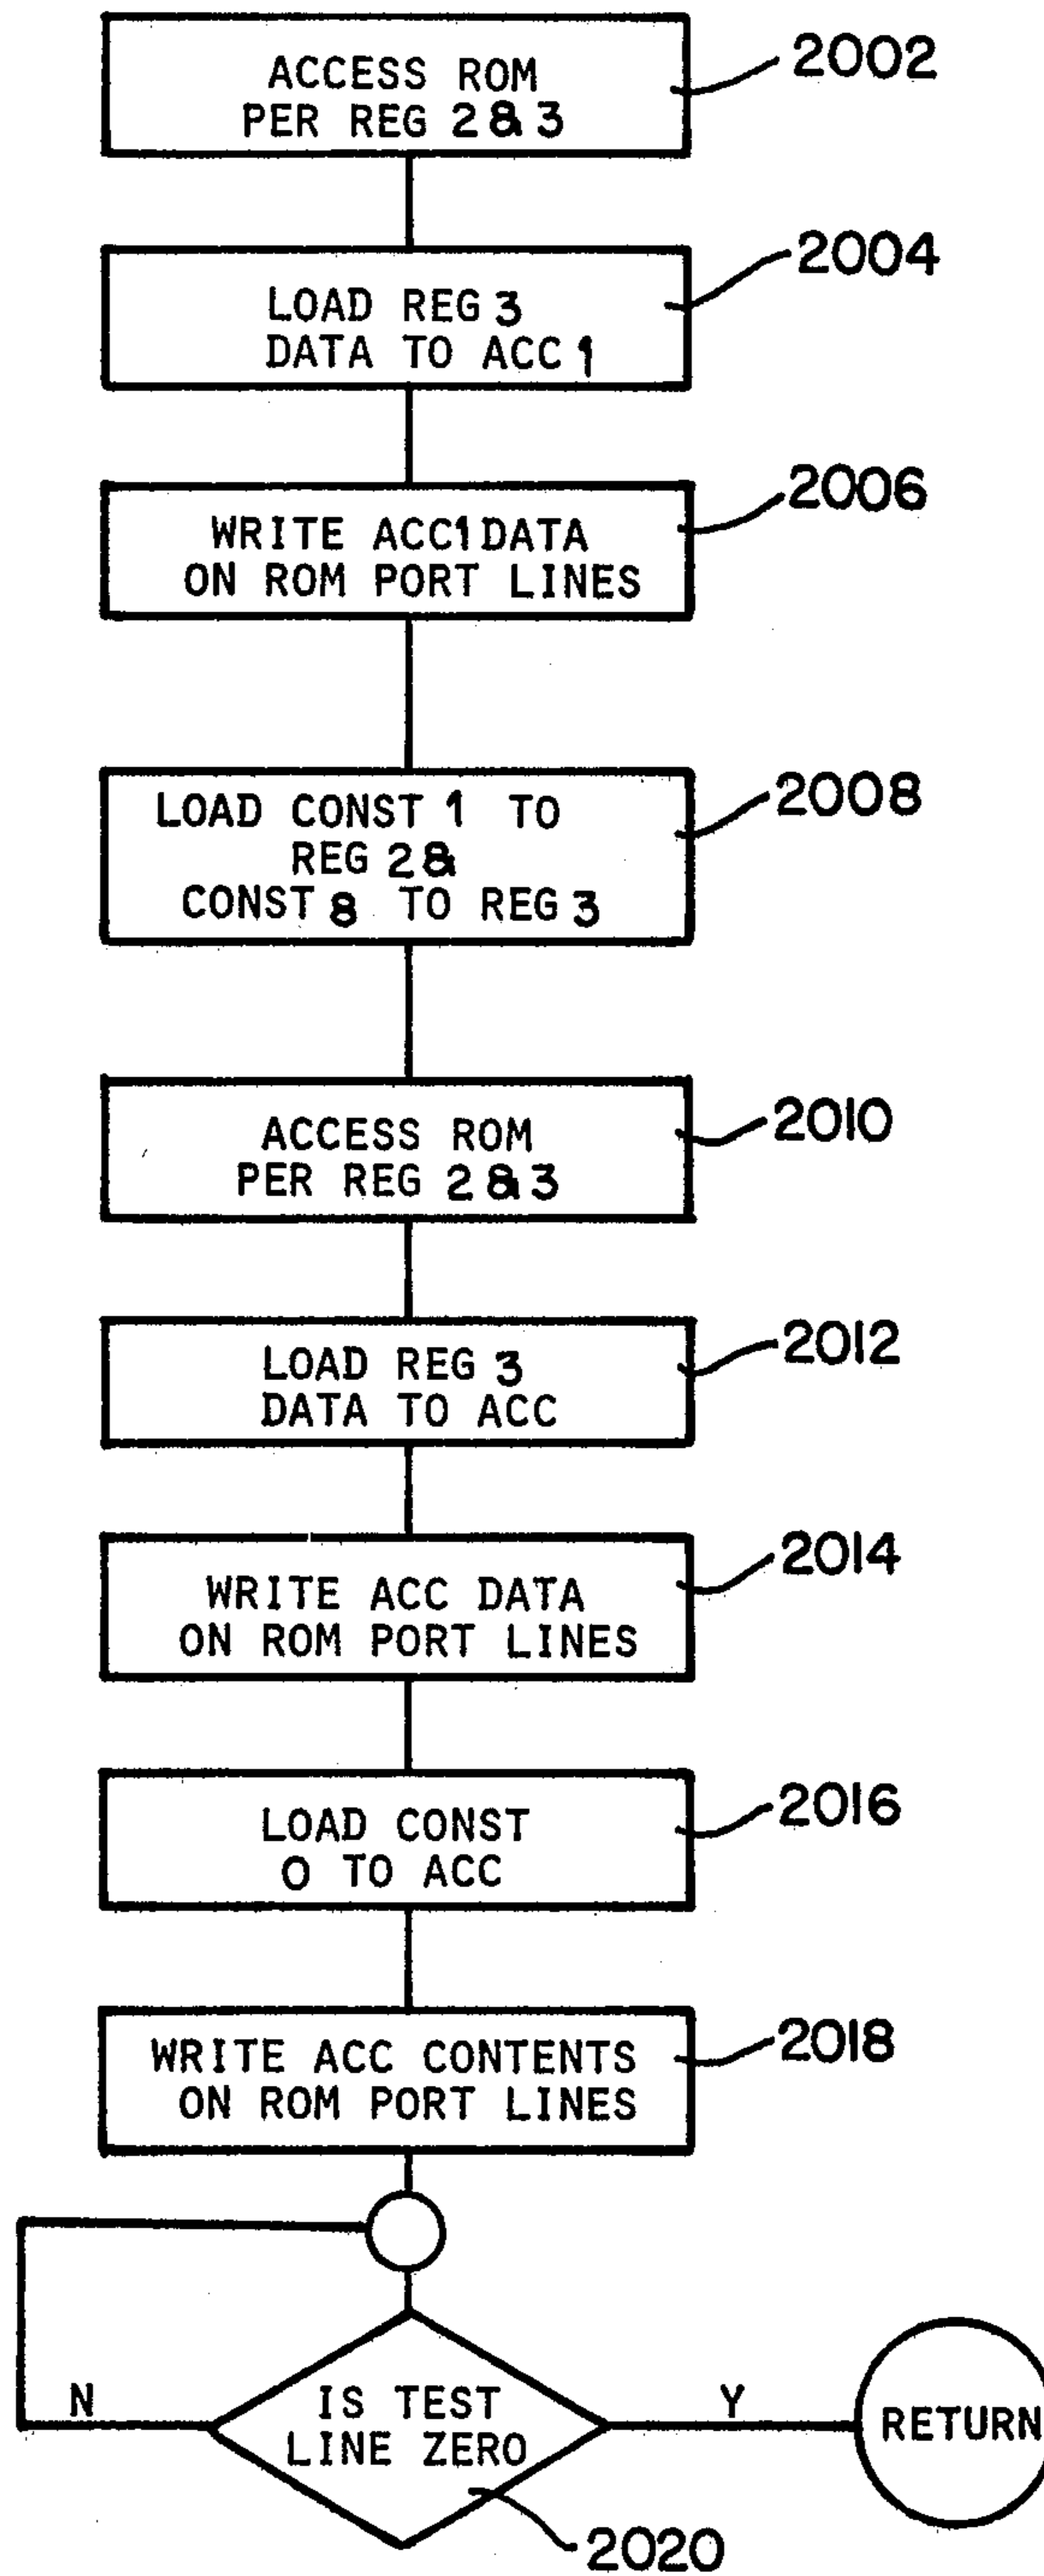 ACCESS ROM
PER REG 2 & 3
2002
LOAD REG 3
DATA TO ACC 1
2004
WRITE ACC1 DATA
ON ROM PORT LINES
2006
LOAD CONST 1 TO
REG 2 &
CONST 8 TO REG 3
2008
ACCESS ROM
PER REG 2 & 3
2010
LOAD REG 3
DATA TO ACC
2012
WRITE ACC DATA
ON ROM PORT LINES
2014
LOAD CONST
0 TO ACC
2016
WRITE ACC CONTENTS
ON ROM PORT LINES
2018
N
IS TEST
LINE ZERO
Y
RETURN
2020